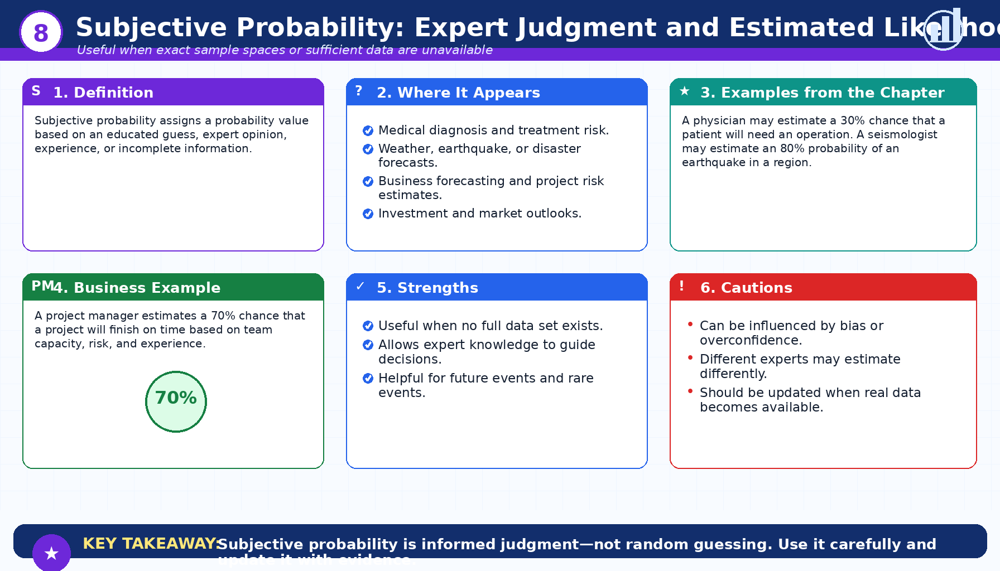 8
Subjective Probability: Expert Judgment and Estimated
Useful when exact sample spaces or sufficient data are unavailable
S 1. Definition
Subjective probability assigns a probability value
based on an educated guess, expert opinion,
experience, or incomplete information.
? 2. Where It Appears
Medical diagnosis and treatment risk.
Weather, earthquake, or disaster
forecasts.
Business forecasting and project risk
estimates.
Investment and market outlooks.
★ 3. Examples from the Chapter
A physician may estimate a 30% chance that a
patient will need an operation. A seismologist
may estimate an 80% probability of an
earthquake in a region.
PM 4. Business Example
A project manager estimates a 70% chance that
a project will finish on time based on team
capacity, risk, and experience.
70%
✓ 5. Strengths
Useful when no full data set exists.
Allows expert knowledge to guide
decisions.
Helpful for future events and rare
events.
! 6. Cautions
• Can be influenced by bias or
overconfidence.
• Different experts may estimate
differently.
• Should be updated when real data
becomes available.
★ KEY TAKEAWAY: Subjective probability is informed judgment—not random guessing. Use it carefully and
update it with evidence.